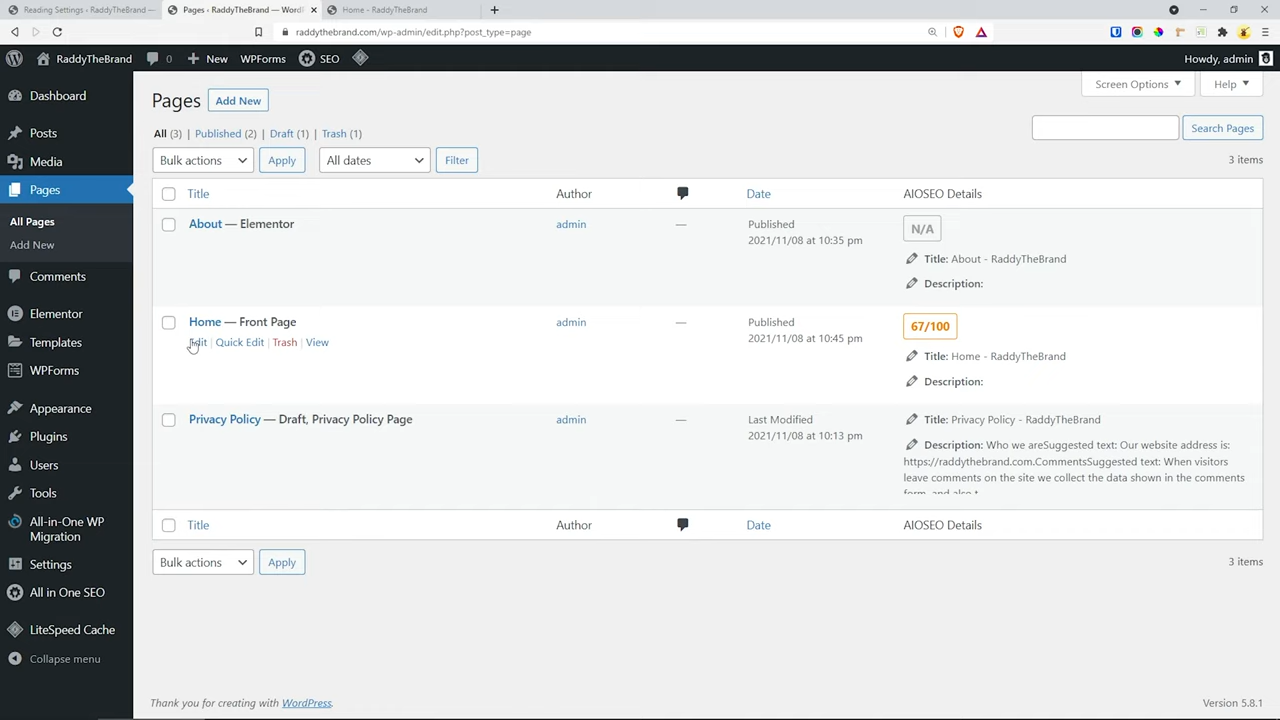 Reading Settings ‹ RaddyTheBrand —
Pages ‹ RaddyTheBrand — WordP
Home - RaddyTheBrand
raddythebrand.com/wp-admin/edit.php?post_type=page
RaddyTheBrand 0 New WPForms SEO Howdy, admin
Dashboard
Posts
Media
Pages
All Pages
Add New
Comments
Elementor
Templates
WPForms
Appearance
Plugins
Users
Tools
All-in-One WP
Migration
Settings
All in One SEO
LiteSpeed Cache
Collapse menu
Screen Options Help
Pages Add New
All (3) | Published (2) | Draft (1) | Trash (1)
Search Pages
Bulk actions Apply All dates Filter 3 items
Title Author Date AIOSEO Details
About — Elementor admin — Published
2021/11/08 at 10:35 pm
N/A
Title: About - RaddyTheBrand
Description:
Home — Front Page admin — Published
Edit | Quick Edit | Trash | View 2021/11/08 at 10:45 pm
67/100
Title: Home - RaddyTheBrand
Description:
Privacy Policy — Draft, Privacy Policy Page admin — Last Modified
2021/11/08 at 10:13 pm
Title: Privacy Policy - RaddyTheBrand
Description: Who we areSuggested text: Our website address is:
https://raddythebrand.com.CommentsSuggested text: When visitors
leave comments on the site we collect the data shown in the comments
form, and also t
Title Author Date AIOSEO Details
Bulk actions Apply 3 items
Thank you for creating with WordPress. Version 5.8.1